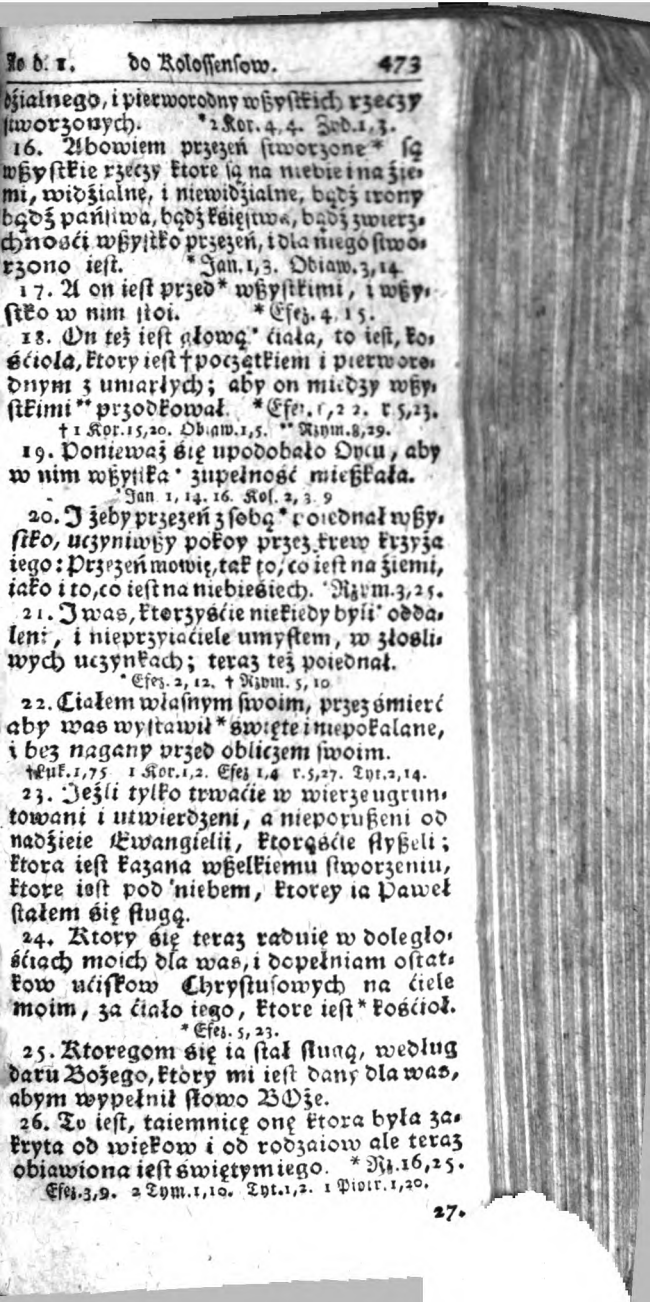 do Kolossensow. 473
dźialnego, i pierworodny wßystkich rzeczy
stworzonych. *2 Kor. 4, 4. Żyd. 1, 3.
16. Abowiem przezeń stworzone* są
wßystkie rzeczy ktore są na niebie i na źie-
mi, widźialne, i niewidźialne, bądź trony
bądź państwa, bądź księstwa, bądź zwierz-
chnośći wßystko przezeń, i dla niego stwo-
rzono iest. *Jan. 1, 3. Obiaw. 3, 14
17. A on iest przed* wßystkimi, i wßy-
stko w nim stoi. *Efez. 4, 15.
18. On też iest głową* ćiała, to iest, ko-
śćiola, ktory iest † początkiem i pierworo-
dnym z umarłych; aby on miedzy wßy-
stkimi** przodkował. *Efez. 1, 22. r 5, 23.
† 1 Kor. 15, 20. Obiaw. 1, 5. ** Rzym. 8, 29.
19. Ponieważ się upodobało Oycu, aby
w nim wßystka* zupełność mießkała.
*Jan 1, 14. 16. Kol. 2, 3 9
20. I żeby przezeń z sobą* poiednał wßy-
stko, uczyniwßy pokoy przez krew krzyża
iego: Przezeń mowię, tak to, co iest na źiemi,
iako i to, co iest na niebieśiech. *Rzym. 3, 25.
21. I was, ktorzyśćie niekiedy byli* odda-
leni, i nieprzyiaćiele umysłem, w złośli-
wych uczynkach; teraz też poiednał.
*Efez. 2, 12. † Rzym. 5, 10
22. Ciałem własnym swoim, przez śmierć
aby was wystawił* święte i niepokalane,
i bez nagany przed obliczem swoim.
†Luk. 1, 75 1 Kor. 1, 2. Efez 1, 4 r. 5, 27. Tyt. 2, 14.
23. Jeżli tylko trwaćie w wierze ugrun-
towani i utwierdzeni, a nieporußeni od
nadźieie Ewangielii, ktorąśćie słyßeli;
ktora iest kazana wßelkiemu stworzeniu,
ktore iest pod niebem, ktorey ia Paweł
stałem się sługą.
24. Ktory się teraz raduię w doległo-
śćiach moich dla was, i dopełniam ostat-
kow ućiskow Chrystusowych na ćiele
moim, za ćiało iego, ktore iest* kośćioł.
*Efez. 5, 23.
25. Ktoregom się ia stał sługą, według
daru Bożego, ktory mi iest dany dla was,
abym wypełnił słowo BOże.
26. To iest, taiemnicę onę ktora była za-
kryta od wiekow i od rodzaiow ale teraz
obiawiona iest świętym iego. *Rz. 16, 25.
Efez. 3, 9. 2 Tym. 1, 10. Tyt. 1, 2. 1 Piotr. 1, 20.
27.